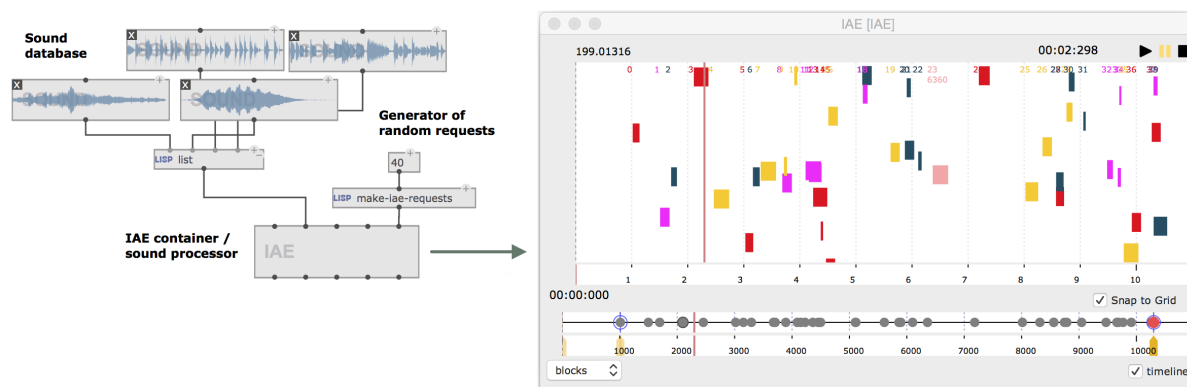 Sound
database
X
X
X
Generator of
random requests
40
LISP list
LISP make-iae-requests
IAE container /
sound processor
IAE
IAE [IAE]
199.01316
00:02:298
0 1 2 3 4 5 6 7
19 22 23
6360
25 26 31 36
1 2 3 4 5 6 7 8 9 10
00:00:000
Snap to Grid
1000 2000 3000 4000 5000 6000 7000 8000 9000 10000
blocks
timeline